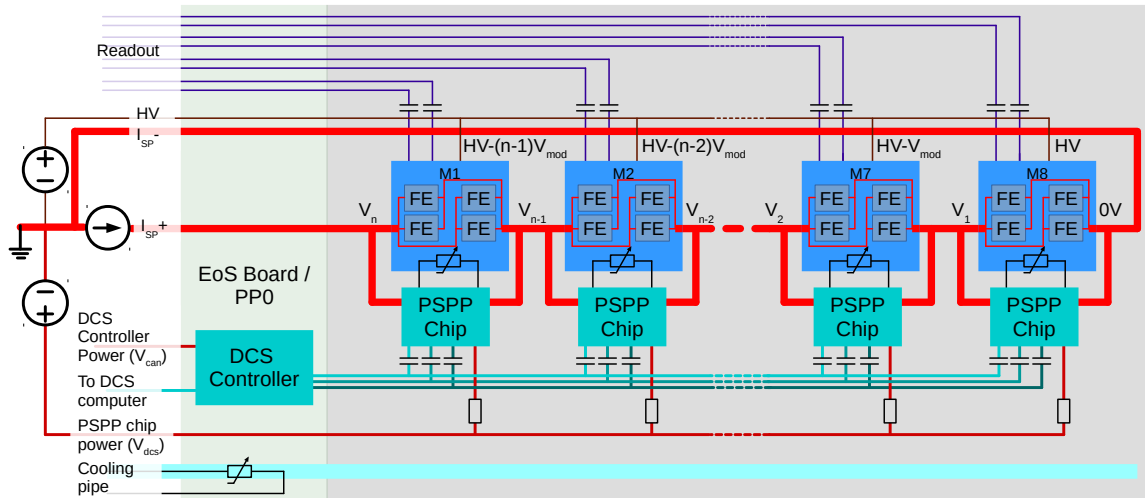 Readout
HV
I_SP-
HV-(n-1)V_mod
HV-(n-2)V_mod
HV-V_mod
HV
M1
M2
M7
M8
FE FE
FE FE
FE FE
FE FE
FE FE
FE FE
FE FE
FE FE
V_n
V_n-1
V_n-2
V_2
V_1
0V
I_SP+
EoS Board /
PP0
PSPP
Chip
PSPP
Chip
PSPP
Chip
PSPP
Chip
DCS
Controller
Power (V_can)
DCS
Controller
To DCS
computer
PSPP chip
power (V_dcs)
Cooling
pipe